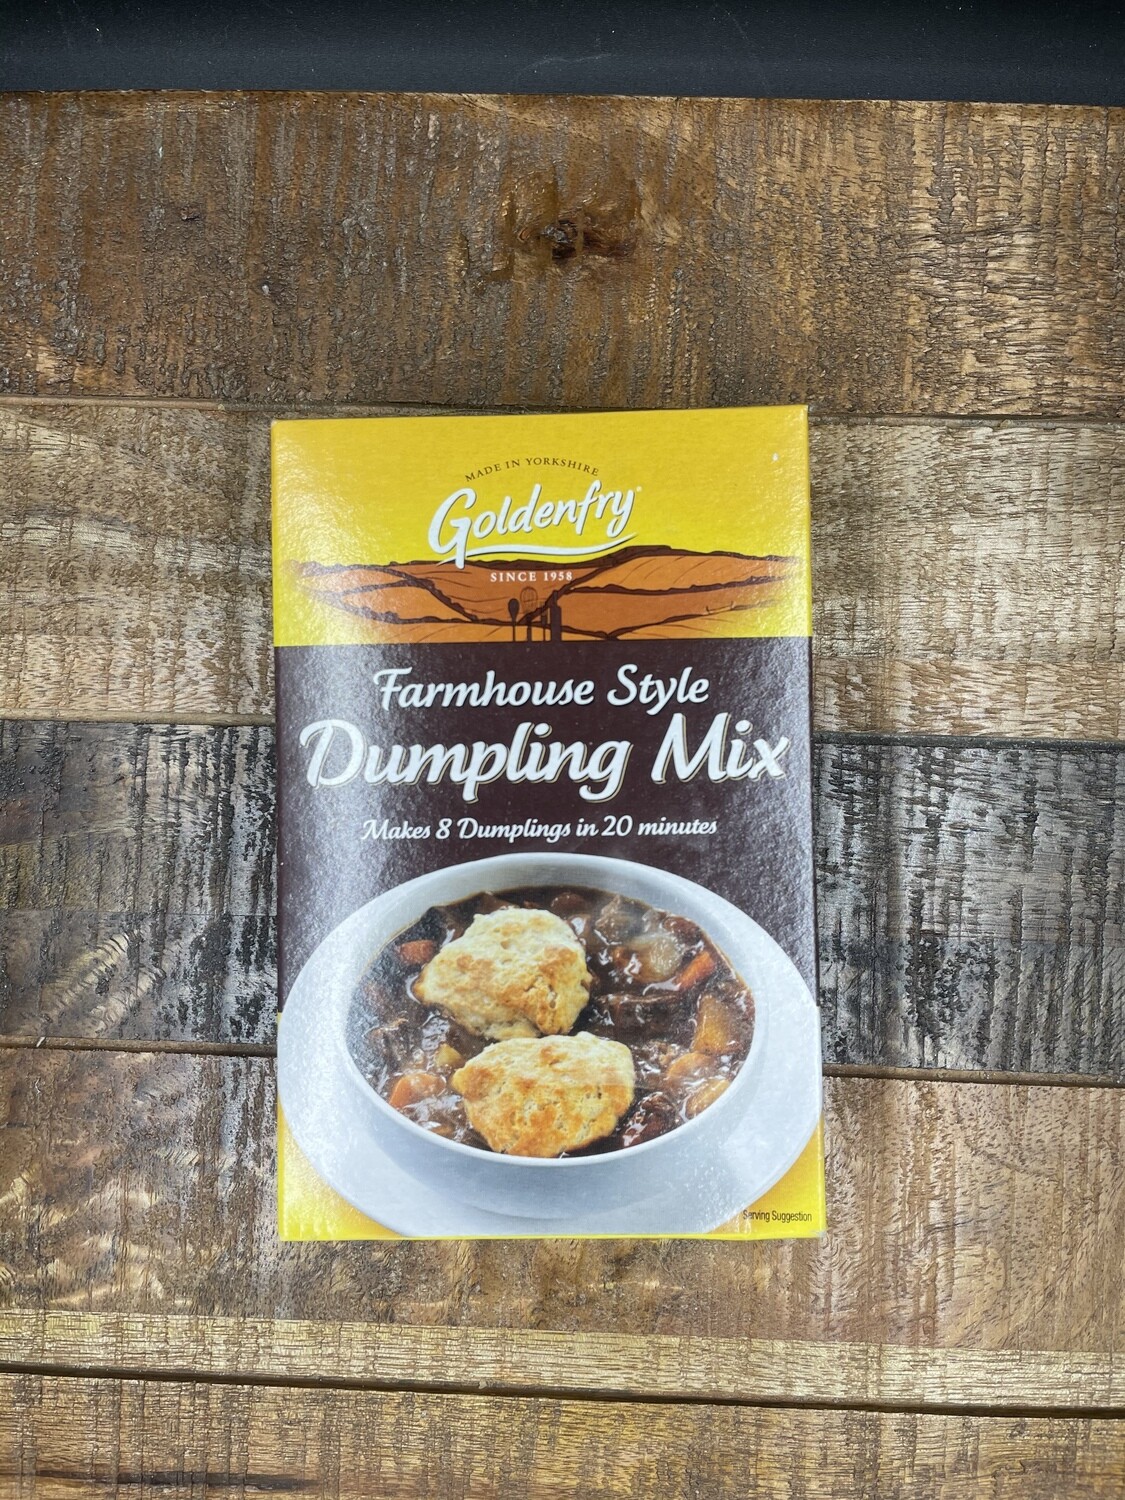 MADE IN YORKSHIRE
Goldenfry
SINCE 1958
Farmhouse Style
Dumpling Mix
Makes 8 Dumplings in 20 minutes
Serving Suggestion